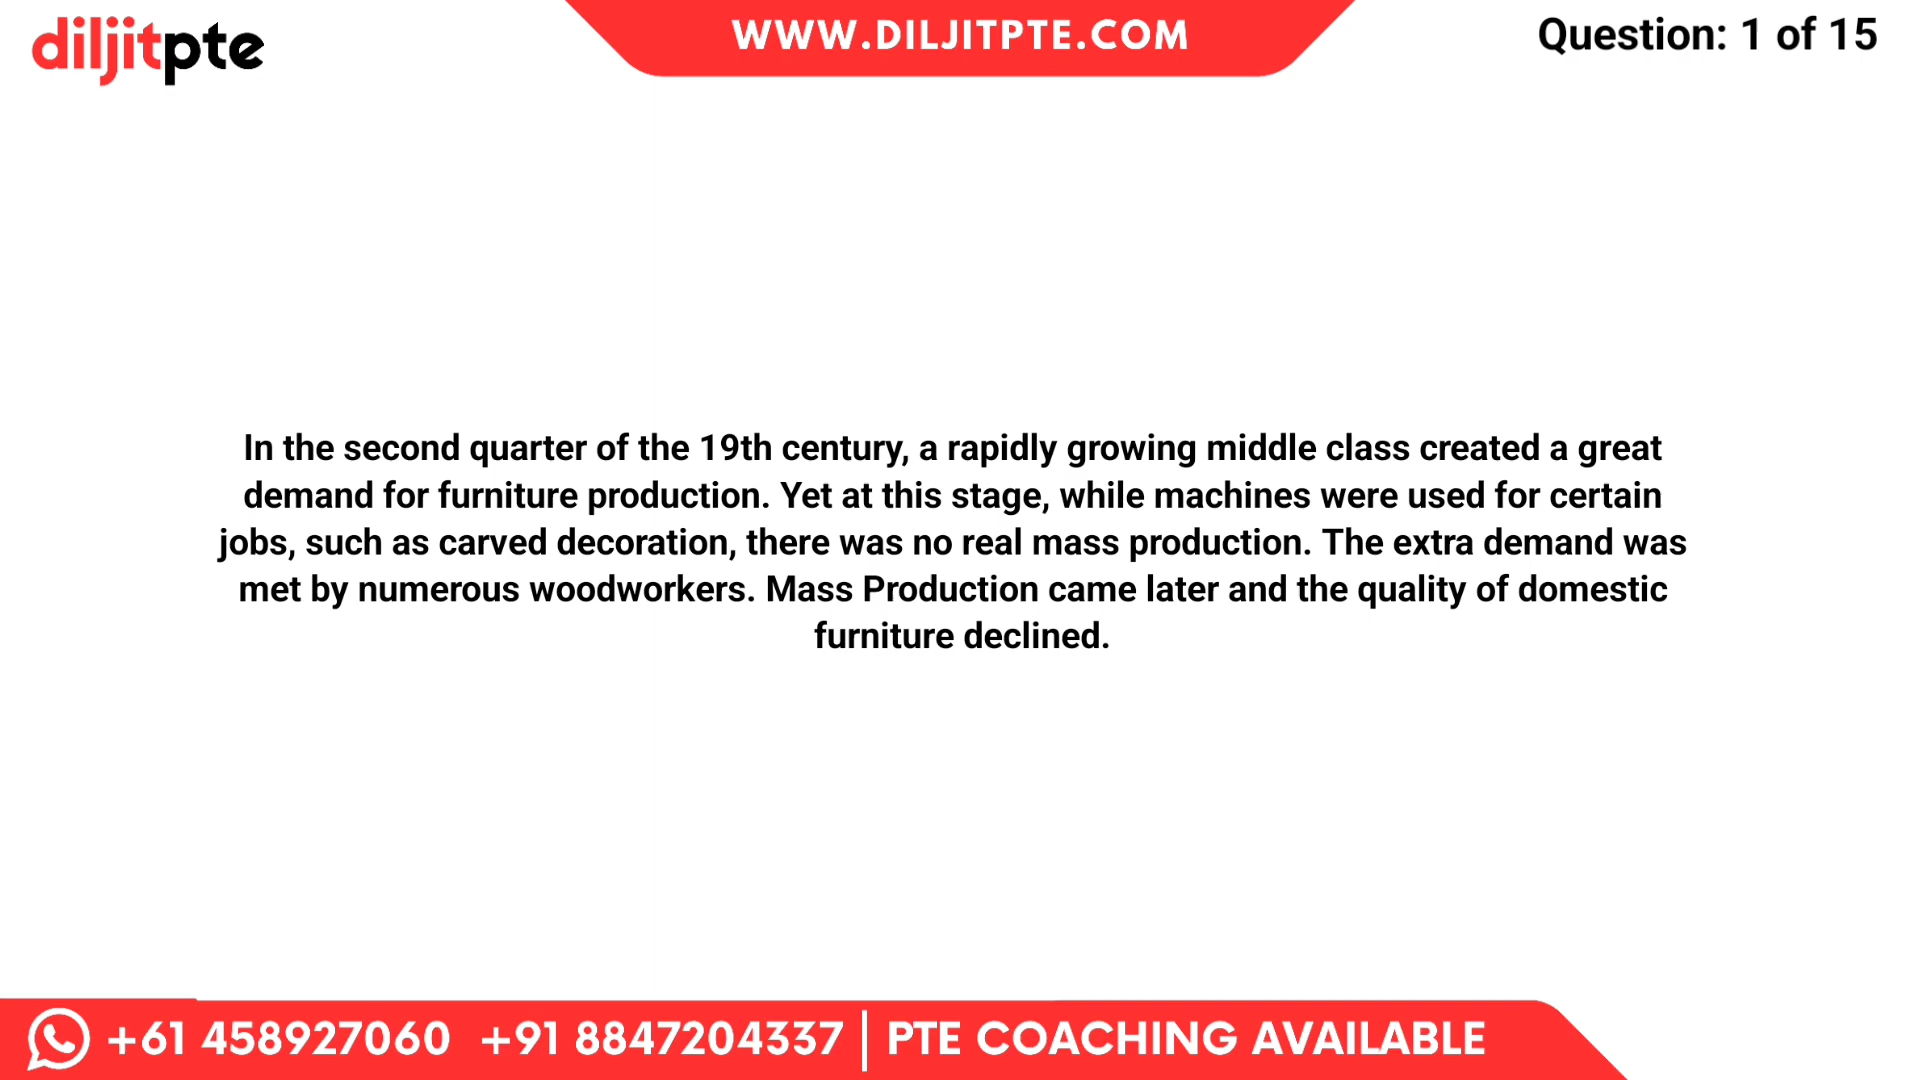 diljitpte
WWW.DILJITPTE.COM
Question: 1 of 15
In the second quarter of the 19th century, a rapidly growing middle class created a great
demand for furniture production. Yet at this stage, while machines were used for certain
jobs, such as carved decoration, there was no real mass production. The extra demand was
met by numerous woodworkers. Mass Production came later and the quality of domestic
furniture declined.
+61 458927060 +91 8847204337 | PTE COACHING AVAILABLE